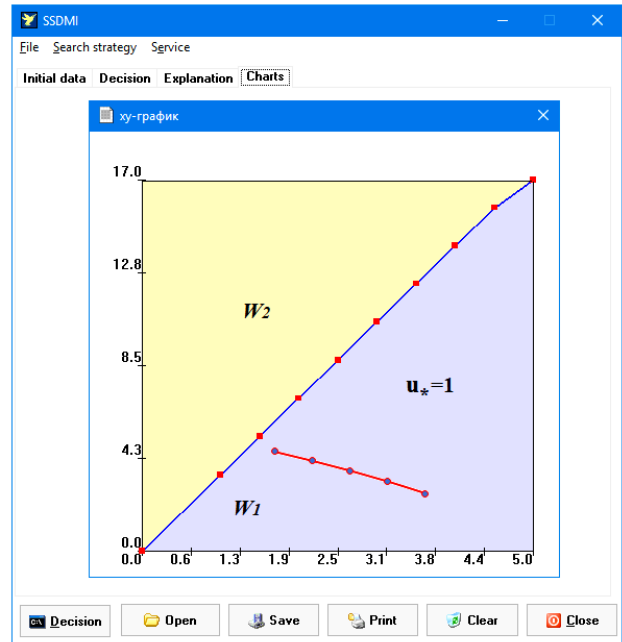 SSDMI
File Search strategy Service
Initial data Decision Explanation Charts
xy-график
17.0
12.8
W2
8.5
u*=1
4.3
W1
0.0
0.0 0.6 1.3 1.9 2.5 3.1 3.8 4.4 5.0
Decision Open Save Print Clear Close